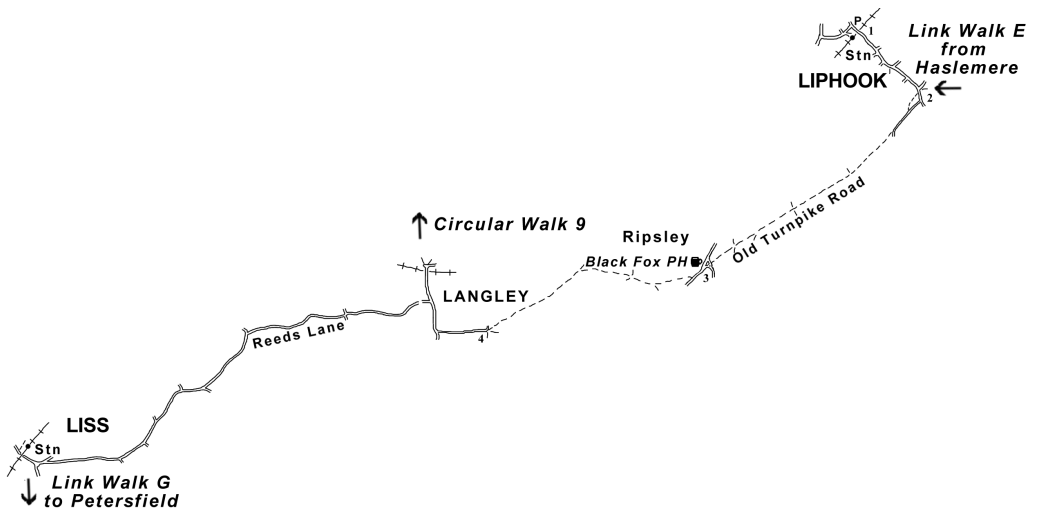 P
1
Stn
Link Walk E
from
Haslemere
LIPHOOK
2
Old Turnpike Road
Circular Walk 9
Ripsley
Black Fox PH
3
LANGLEY
4
Reeds Lane
LISS
Stn
Link Walk G
to Petersfield